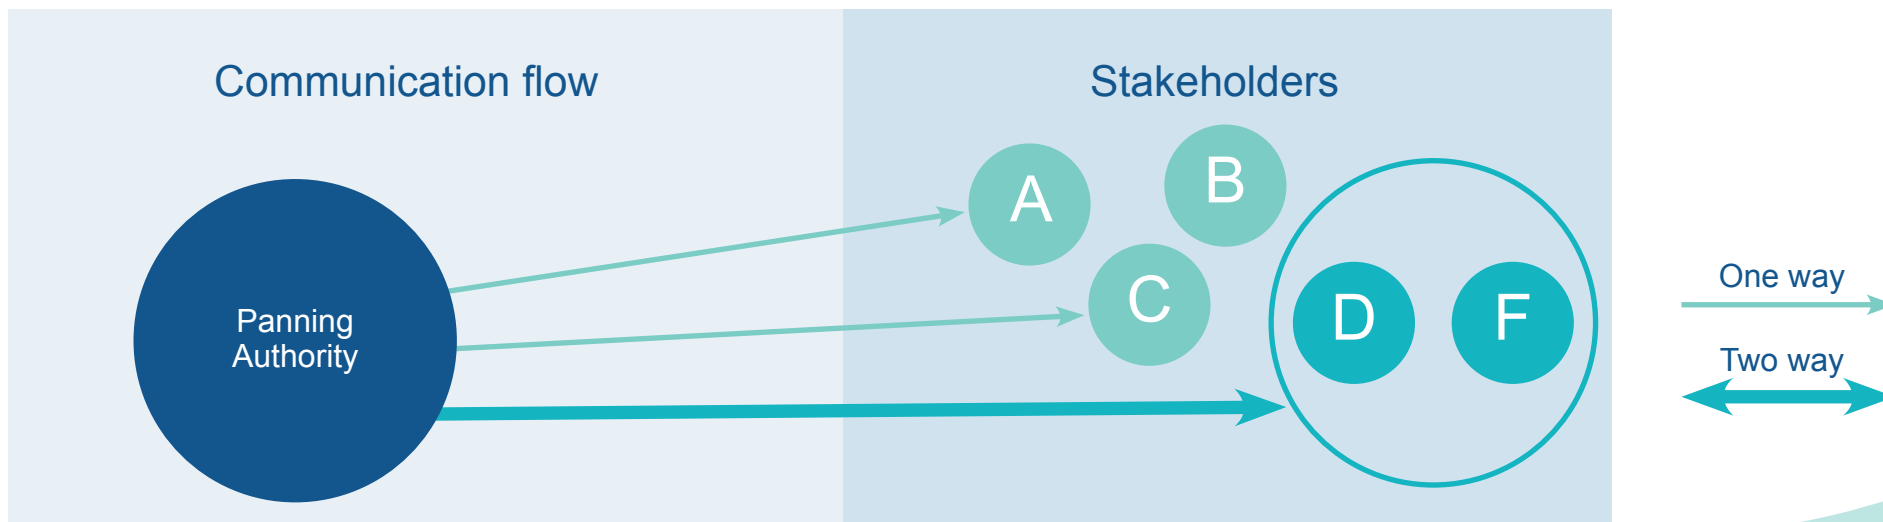 Communication flow
Stakeholders
A
B
C
D
F
Panning
Authority
One way
Two way